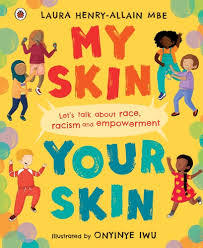 LAURA HENRY-ALLAIN MBE
MY
SKIN
Let's talk about race,
racism and empowerment
YOUR
SKIN
Illustrated by ONYINYE IWU